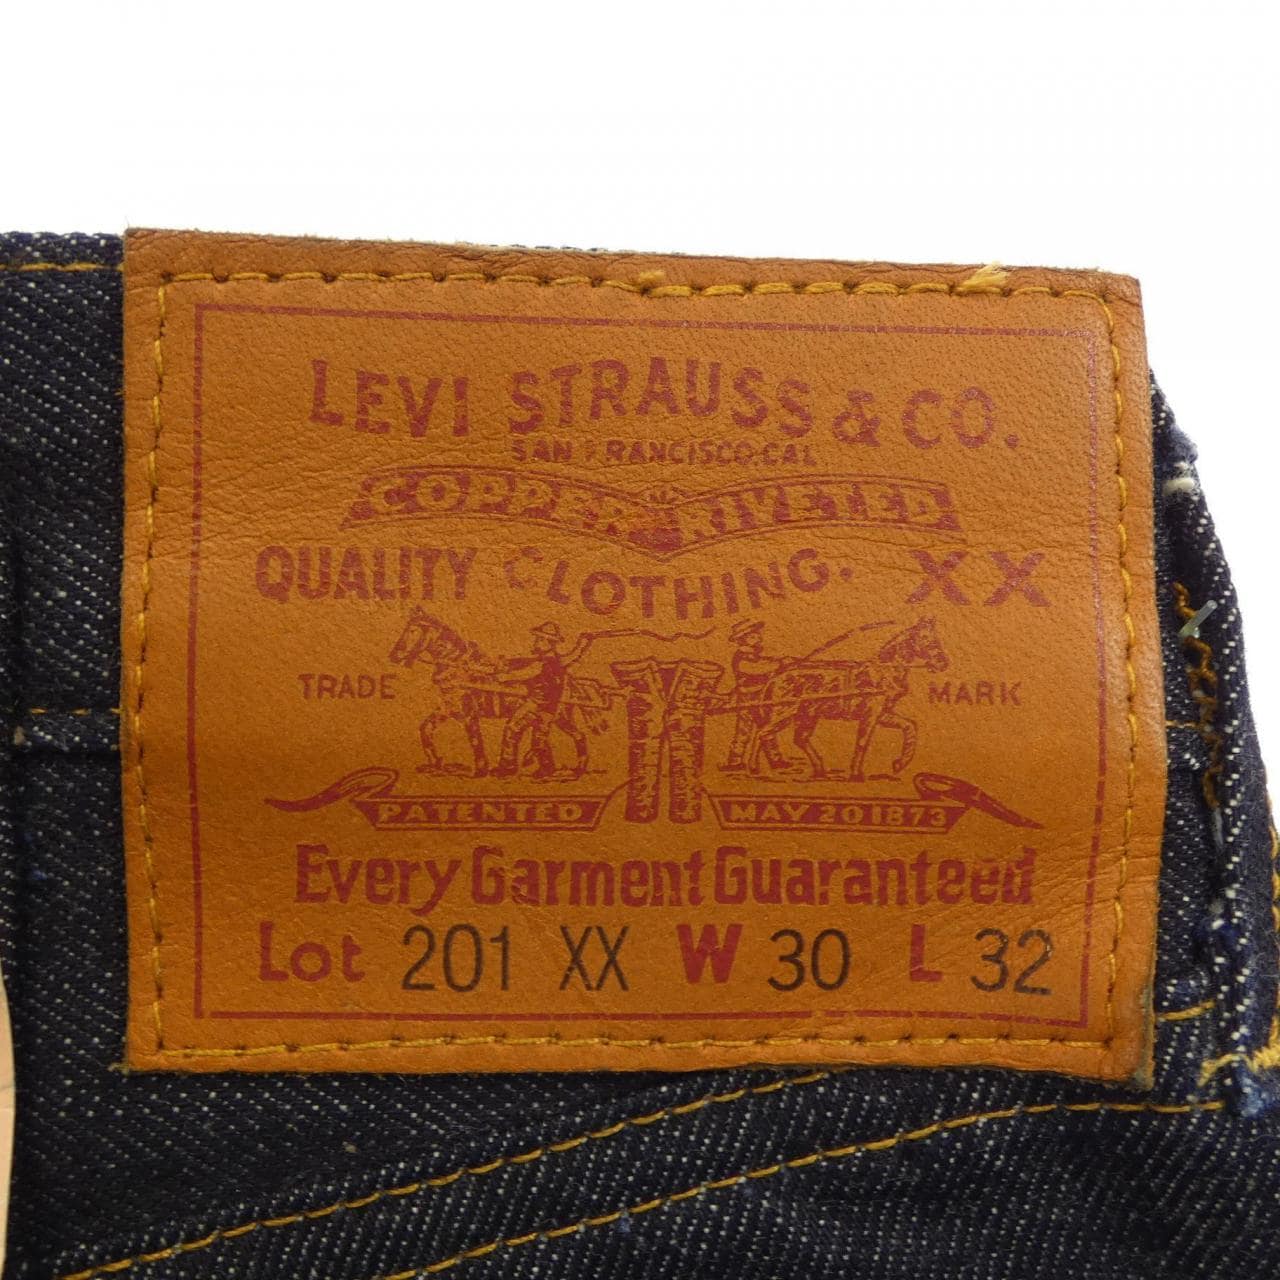 LEVI STRAUSS & CO.
SAN FRANCISCO, CAL
COPPER RIVETED
QUALITY CLOTHING. XX
TRADE MARK
PATENTED MAY 20 1873
Every Garment Guaranteed
Lot 201 XX W 30 L 32